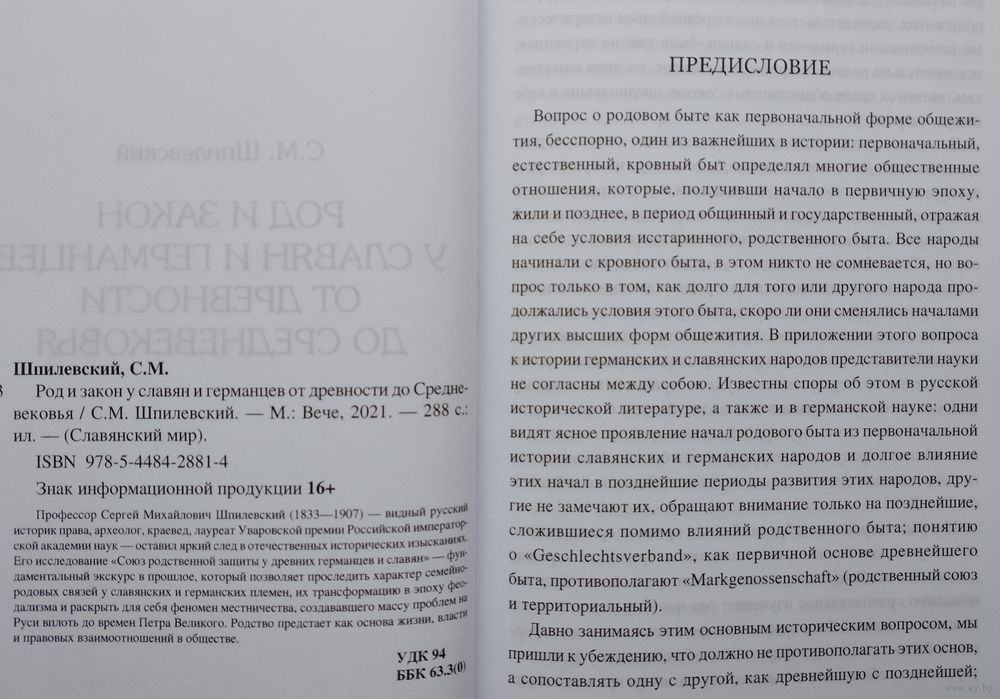 Шпилевский, С.М.
Род и закон у славян и германцев от древности до Средне-
вековья / С.М. Шпилевский. — М.: Вече, 2021. — 288 с.:
ил. — (Славянский мир).
ISBN 978-5-4484-2881-4
Знак информационной продукции 16+
Профессор Сергей Михайлович Шпилевский (1833—1907) — видный русский
историк права, археолог, краевед, лауреат Уваровской премии Российской император-
ской академии наук — оставил яркий след в отечественных исторических изысканиях.
Его исследование «Союз родственной защиты у древних германцев и славян» — фун-
даментальный экскурс в прошлое, который позволяет проследить характер семейно-
родовых связей у славянских и германских племен, их трансформацию в эпоху фео-
дализма и раскрыть для себя феномен местничества, создававшего массу проблем на
Руси вплоть до времен Петра Великого. Родство предстает как основа жизни, власти
и правовых взаимоотношений в обществе.
УДК 94
ББК 63.3(0)
ПРЕДИСЛОВИЕ
Вопрос о родовом быте как первоначальной форме общежи-
тия, бесспорно, один из важнейших в истории: первоначальный,
естественный, кровный быт определял многие общественные
отношения, которые, получивши начало в первичную эпоху,
жили и позднее, в период общинный и государственный, отражая
на себе условия исстаринного, родственного быта. Все народы
начинали с кровного быта, в этом никто не сомневается, но во-
прос только в том, как долго для того или другого народа про-
должались условия этого быта, скоро ли они сменялись началами
других высших форм общежития. В приложении этого вопроса
к истории германских и славянских народов представители науки
не согласны между собою. Известны споры об этом в русской
исторической литературе, а также и в германской науке: одни
видят ясное проявление начал родового быта из первоначальной
истории славянских и германских народов и долгое влияние
этих начал в позднейшие периоды развития этих народов, дру-
гие не замечают их, обращают внимание только на позднейшие,
сложившиеся помимо влияний родственного быта; понятию
о «Geschlechtsverband», как первичной основе древнейшего
быта, противополагают «Markgenossenschaft» (родственный союз
и территориальный).
Давно занимаясь этим основным историческим вопросом, мы
пришли к убеждению, что должно не противополагать этих основ,
а сопоставлять одну с другой, как древнейшую с позднейшей;
www.ay.by